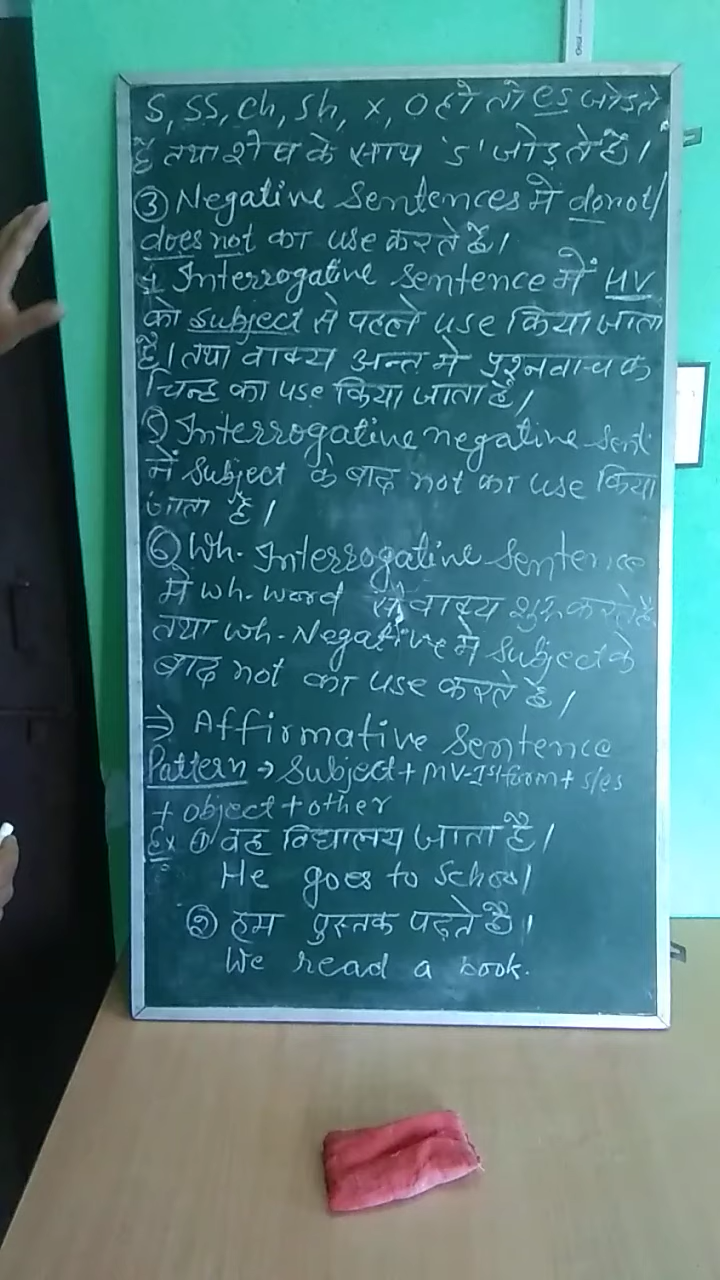 S, SS, Ch, Sh, X, O हो तो es जोड़ते
हैं तथा शेष के साथ 'S' जोड़ते हैं।
③ Negative Sentences में donot/
does not का use करते हैं।
4 Interrogative Sentence में HV
को subject से पहले use किया जाता
है। तथा वाक्य अन्त मे प्रश्नवाचक
चिन्ह का use किया जाता है।
5) Interrogative negative Sent
में Subject के बाद not का use किया
जाता है।
⑥ Wh. Interrogative Sentence
मे wh. word से वाक्य शुरू करते हैं
तथा wh. Negative मे Subject के
बाद not का use करते हैं।
⇒ Affirmative Sentence
Pattern → Subject + MV-Ist form + s/es
+ object + other
Ex ① वह विद्यालय जाता है।
He goes to School
② हम पुस्तक पढ़ते हैं।
We read a book.